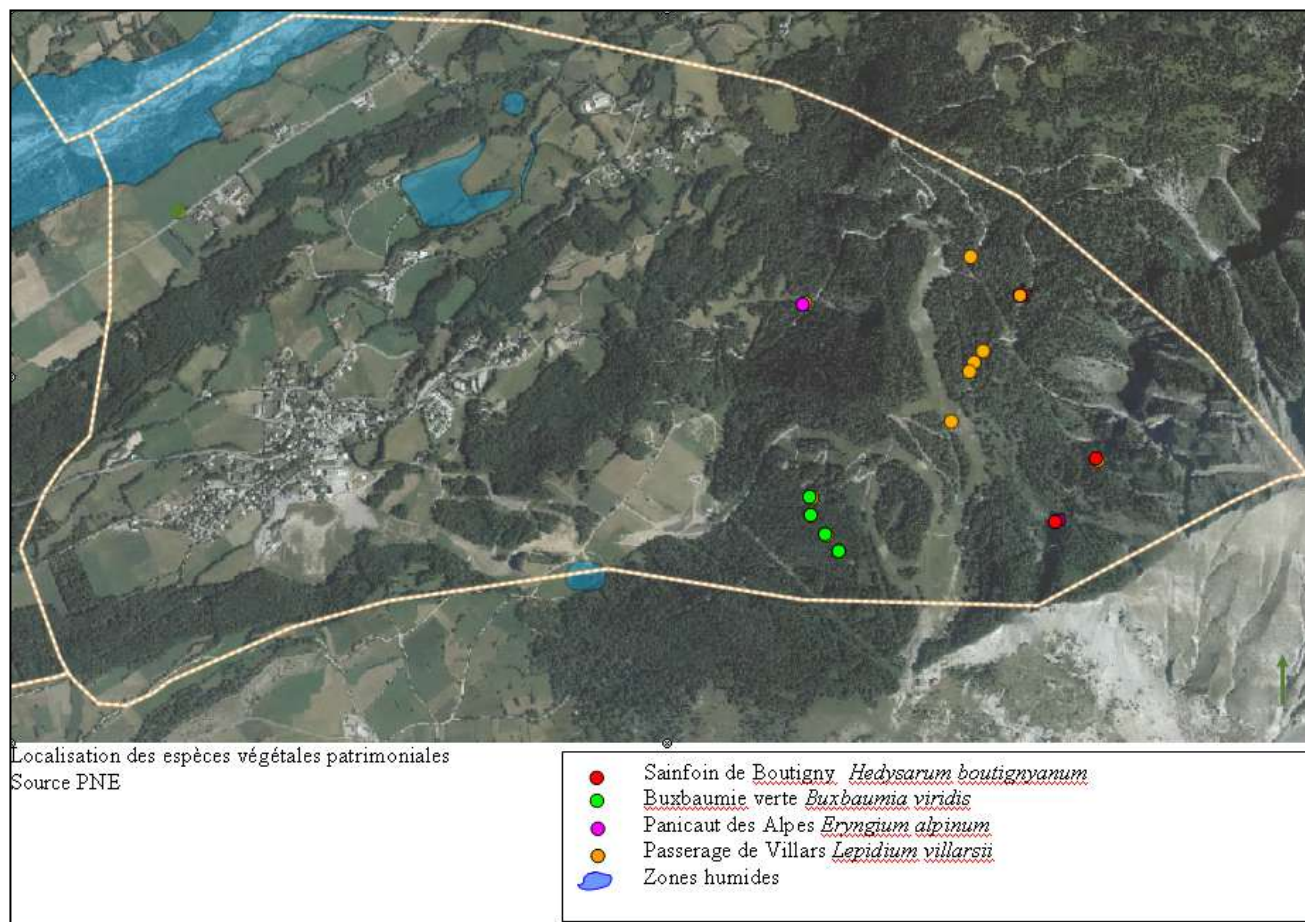 Localisation des espèces végétales patrimoniales
Source PNE
Sainfoin de Boutigny Hedysarum boutignyanum
Buxbaumie verte Buxbaumia viridis
Panicaut des Alpes Eryngium alpinum
Passerage de Villars Lepidium villarsii
Zones humides